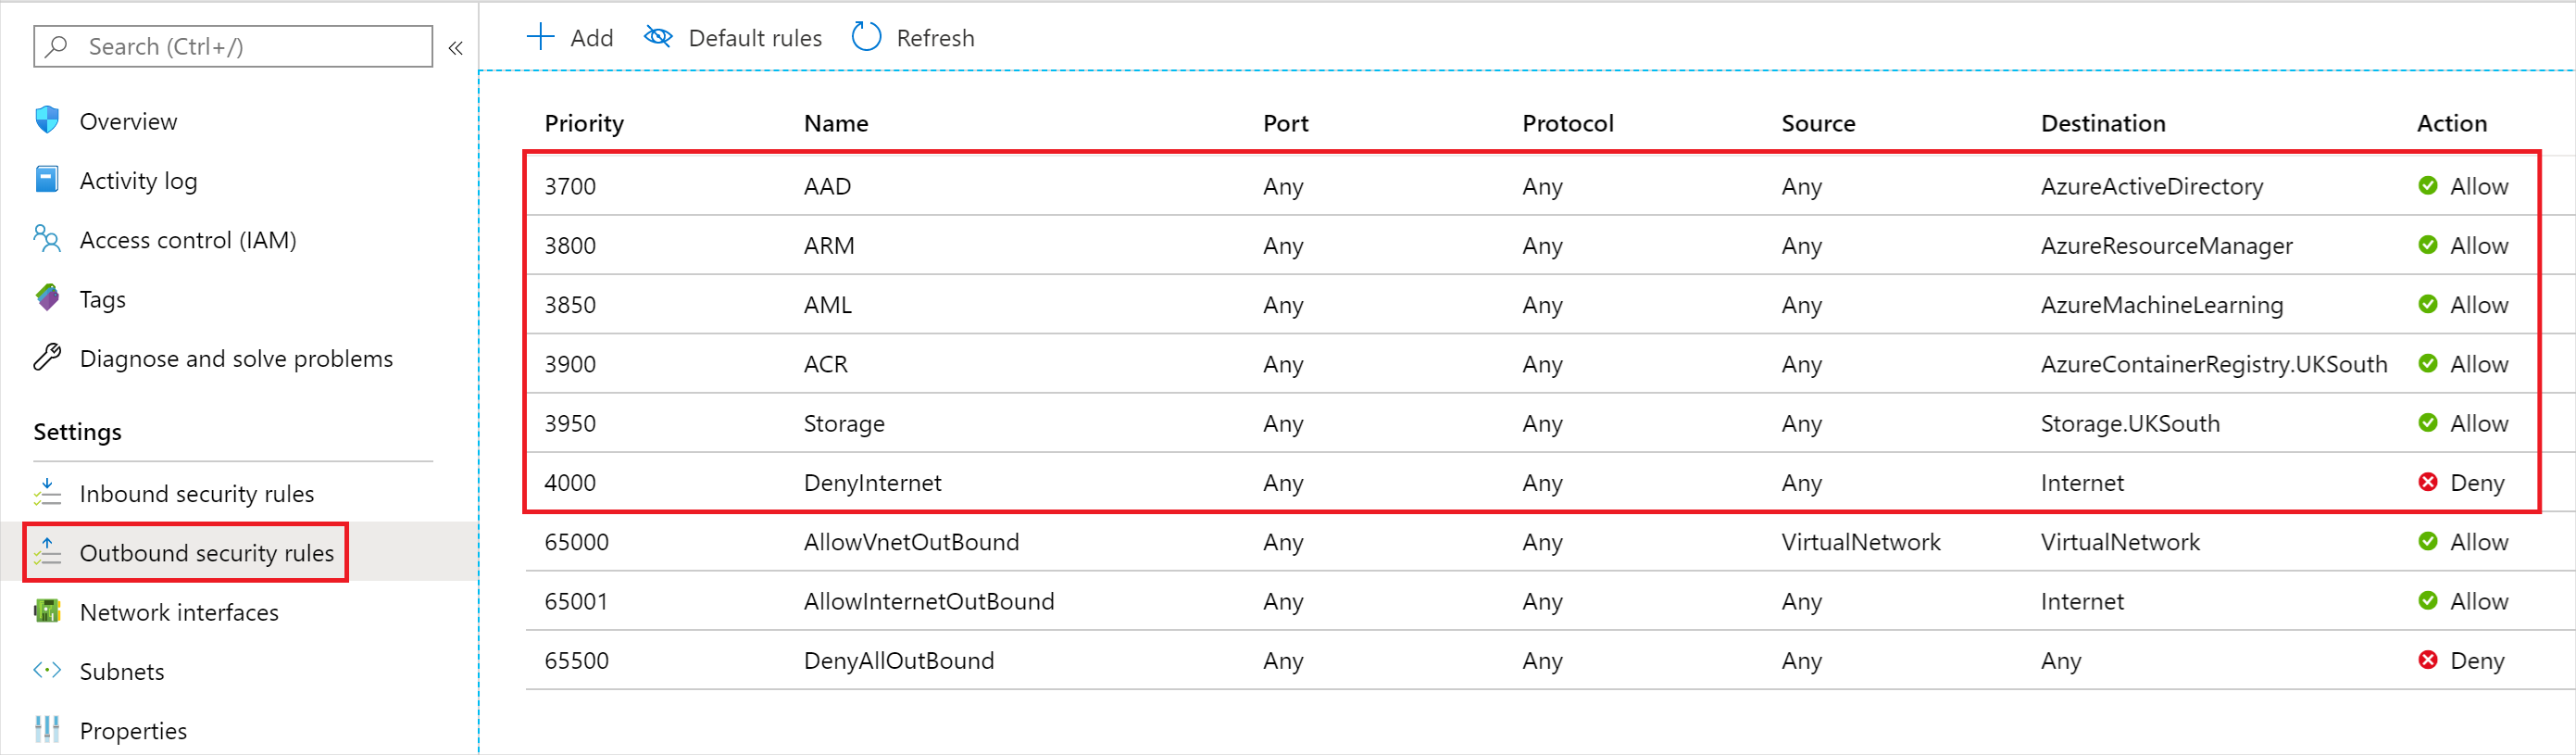 Search (Ctrl+/)
«
Add Default rules Refresh
Overview
Activity log
Access control (IAM)
Tags
Diagnose and solve problems
Settings
Inbound security rules
Outbound security rules
Network interfaces
Subnets
Properties
Priority Name Port Protocol Source Destination Action
3700 AAD Any Any Any AzureActiveDirectory Allow
3800 ARM Any Any Any AzureResourceManager Allow
3850 AML Any Any Any AzureMachineLearning Allow
3900 ACR Any Any Any AzureContainerRegistry.UKSouth Allow
3950 Storage Any Any Any Storage.UKSouth Allow
4000 DenyInternet Any Any Any Internet Deny
65000 AllowVnetOutBound Any Any VirtualNetwork VirtualNetwork Allow
65001 AllowInternetOutBound Any Any Any Internet Allow
65500 DenyAllOutBound Any Any Any Any Deny